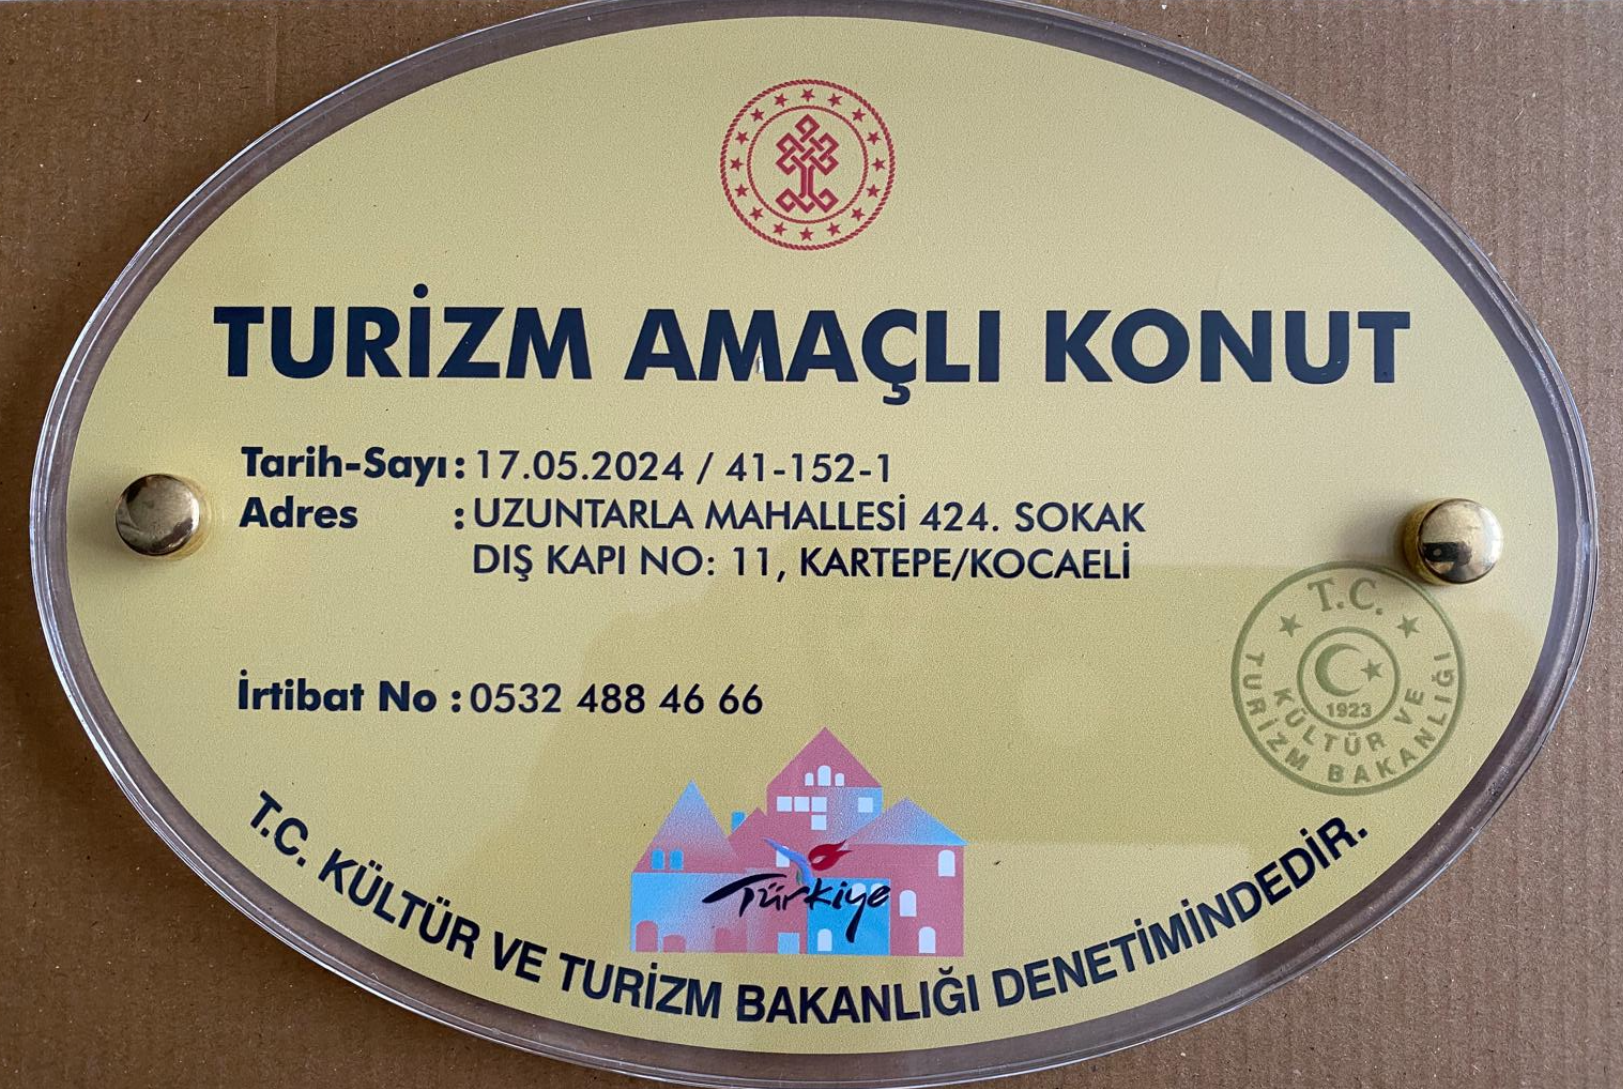 TURİZM AMAÇLI KONUT
Tarih-Sayı : 17.05.2024 / 41-152-1
Adres : UZUNTARLA MAHALLESİ 424. SOKAK
DIŞ KAPI NO: 11, KARTEPE/KOCAELİ
T.C.
KÜLTÜR VE
TURİZM BAKANLIĞI
1923
İrtibat No : 0532 488 46 66
Türkiye
T.C. KÜLTÜR VE TURİZM BAKANLIĞI DENETİMİNDEDİR.